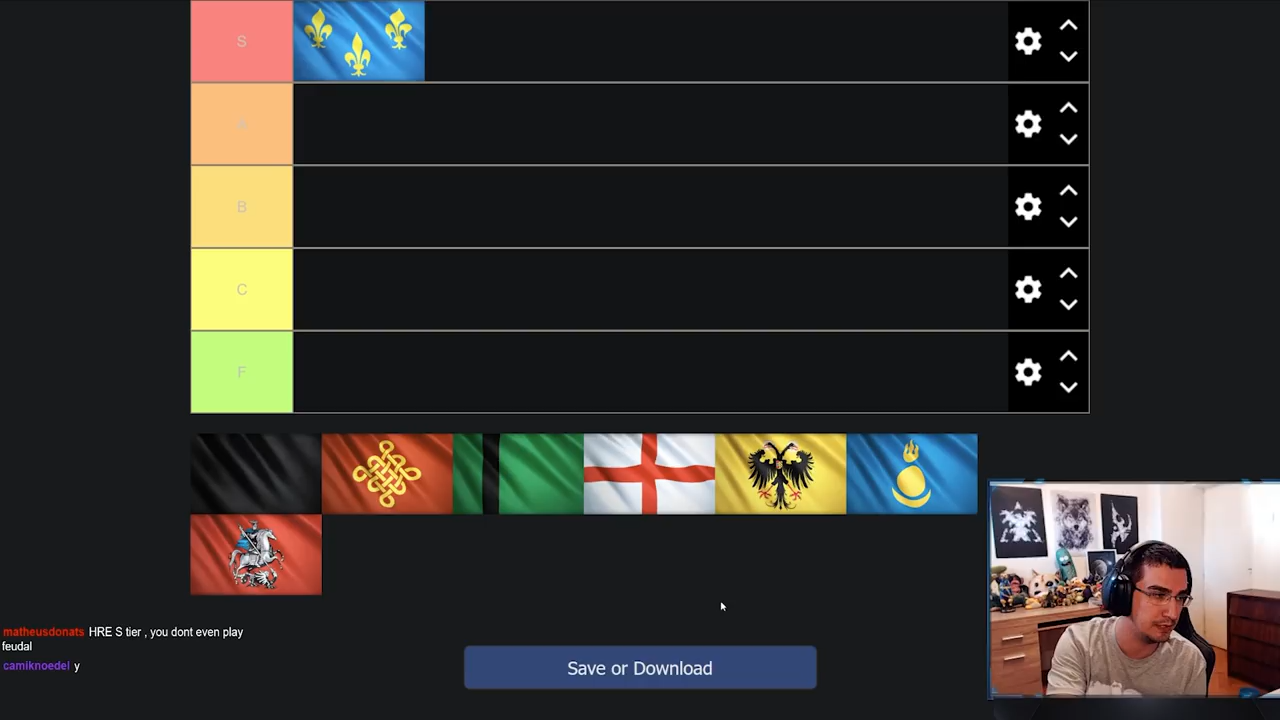 S
A
B
C
F
matheusdonats HRE S tier , you dont even play
feudal
camiknoedel y
Save or Download